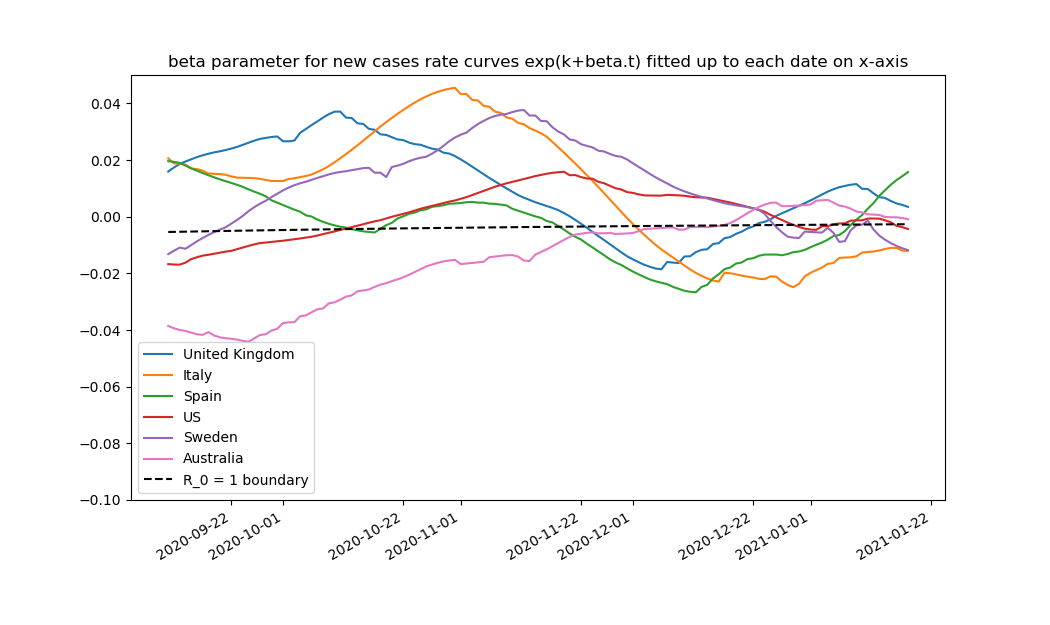 beta parameter for new cases rate curves exp(k+beta.t) fitted up to each date on x-axis
0.04
0.02
0.00
−0.02
−0.04
−0.06
−0.08
−0.10
United Kingdom
Italy
Spain
US
Sweden
Australia
R_0 = 1 boundary
2020-09-22
2020-10-01
2020-10-22
2020-11-01
2020-11-22
2020-12-01
2020-12-22
2021-01-01
2021-01-22